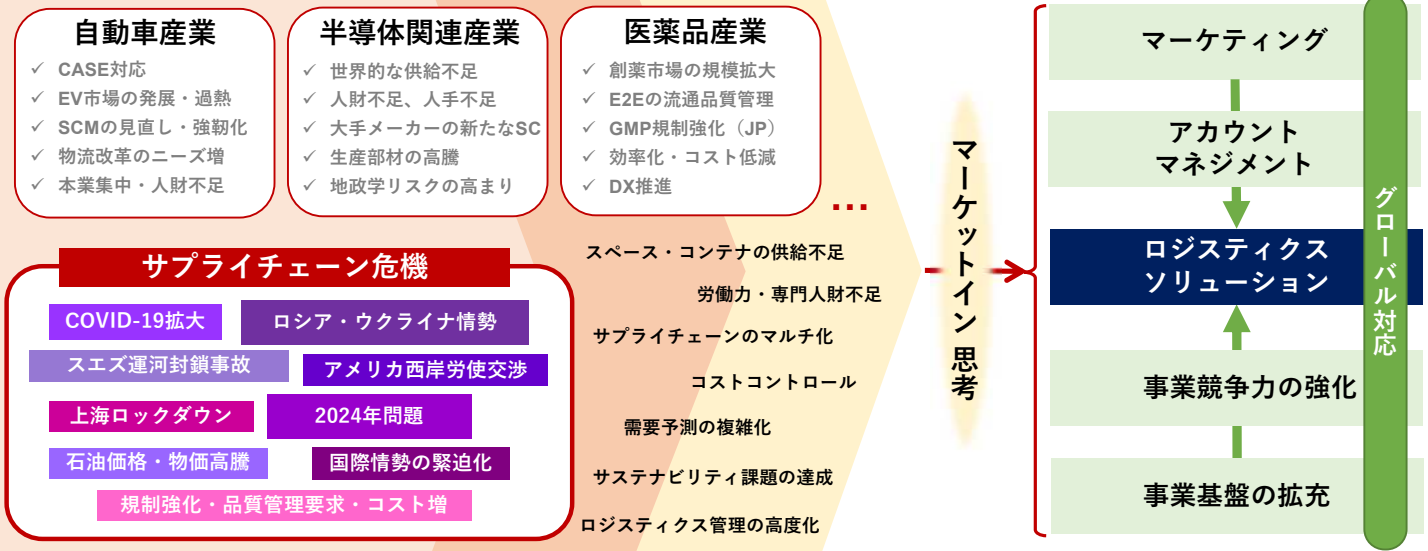 自動車産業
✓ CASE対応
✓ EV市場の発展・過熱
✓ SCMの見直し・強靭化
✓ 物流改革のニーズ増
✓ 本業集中・人財不足
半導体関連産業
✓ 世界的な供給不足
✓ 人財不足、人手不足
✓ 大手メーカーの新たなSC
✓ 生産部材の高騰
✓ 地政学リスクの高まり
医薬品産業
✓ 創薬市場の規模拡大
✓ E2Eの流通品質管理
✓ GMP規制強化（JP）
✓ 効率化・コスト低減
✓ DX推進
…
サプライチェーン危機
COVID-19拡大
ロシア・ウクライナ情勢
スエズ運河封鎖事故
アメリカ西岸労使交渉
上海ロックダウン
2024年問題
石油価格・物価高騰
国際情勢の緊迫化
規制強化・品質管理要求・コスト増
スペース・コンテナの供給不足
労働力・専門人財不足
サプライチェーンのマルチ化
コストコントロール
需要予測の複雑化
サステナビリティ課題の達成
ロジスティクス管理の高度化
マーケットイン思考
マーケティング
アカウント
マネジメント
ロジスティクス
ソリューション
事業競争力の強化
事業基盤の拡充
グローバル対応